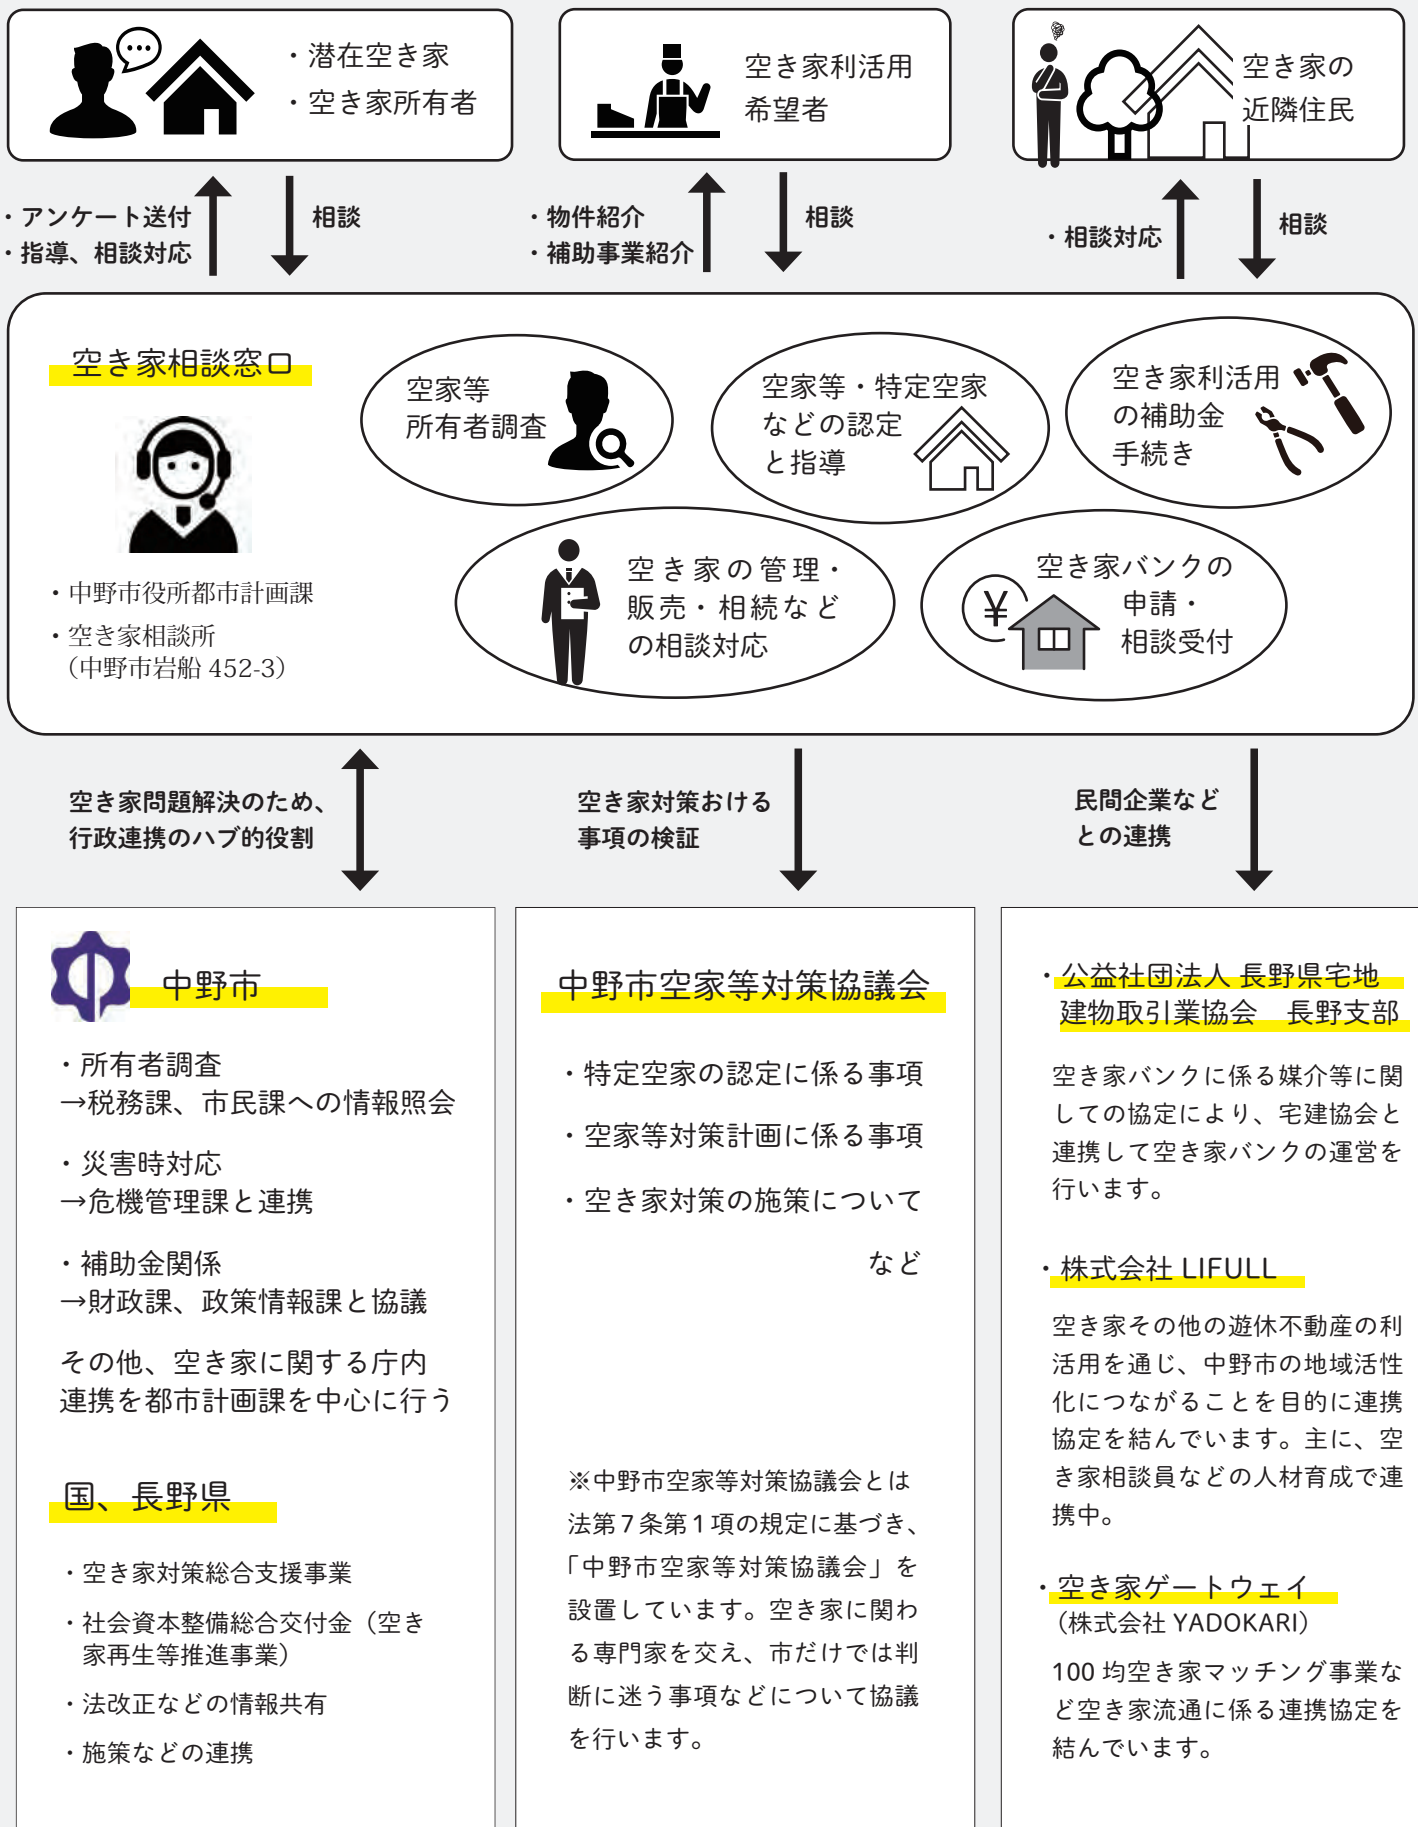 ・潜在空き家
・空き家所有者
空き家利活用
希望者
空き家の
近隣住民
・アンケート送付
・指導、相談対応
相談
・物件紹介
・補助事業紹介
相談
・相談対応
相談
空き家相談窓口
・中野市役所都市計画課
・空き家相談所
（中野市岩船 452-3）
空家等
所有者調査
空家等・特定空家
などの認定
と指導
空き家利活用
の補助金
手続き
空き家の管理・
販売・相続など
の相談対応
¥
空き家バンクの
申請・
相談受付
空き家問題解決のため、
行政連携のハブ的役割
空き家対策おける
事項の検証
民間企業など
との連携
中野市
・所有者調査
→税務課、市民課への情報照会
・災害時対応
→危機管理課と連携
・補助金関係
→財政課、政策情報課と協議
その他、空き家に関する庁内
連携を都市計画課を中心に行う
国、長野県
・空き家対策総合支援事業
・社会資本整備総合交付金（空き
家再生等推進事業）
・法改正などの情報共有
・施策などの連携
中野市空家等対策協議会
・特定空家の認定に係る事項
・空家等対策計画に係る事項
・空き家対策の施策について
など
※中野市空家等対策協議会とは
法第７条第１項の規定に基づき、
「中野市空家等対策協議会」を
設置しています。空き家に関わ
る専門家を交え、市だけでは判
断に迷う事項などについて協議
を行います。
・公益社団法人 長野県宅地
建物取引業協会　長野支部
空き家バンクに係る媒介等に関
しての協定により、宅建協会と
連携して空き家バンクの運営を
行います。
・株式会社 LIFULL
空き家その他の遊休不動産の利
活用を通じ、中野市の地域活性
化につながることを目的に連携
協定を結んでいます。主に、空
き家相談員などの人材育成で連
携中。
・空き家ゲートウェイ
（株式会社 YADOKARI）
100 均空き家マッチング事業な
ど空き家流通に係る連携協定を
結んでいます。